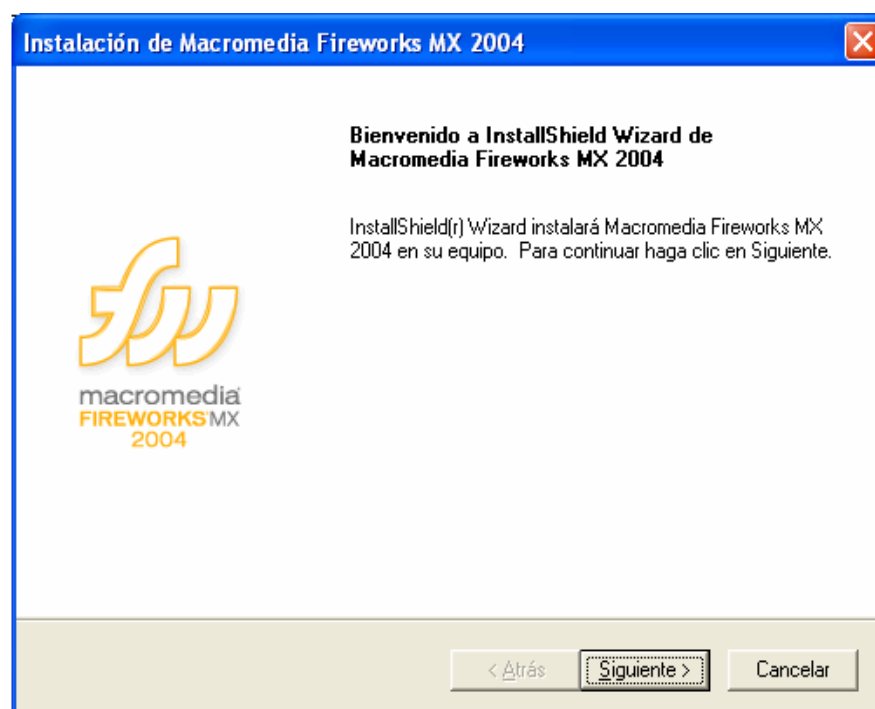 Instalación de Macromedia Fireworks MX 2004
Bienvenido a InstallShield Wizard de
Macromedia Fireworks MX 2004
InstallShield(r) Wizard instalará Macromedia Fireworks MX
2004 en su equipo.  Para continuar haga clic en Siguiente.
fw
macromedia
FIREWORKS MX
2004
< Atrás
Siguiente >
Cancelar